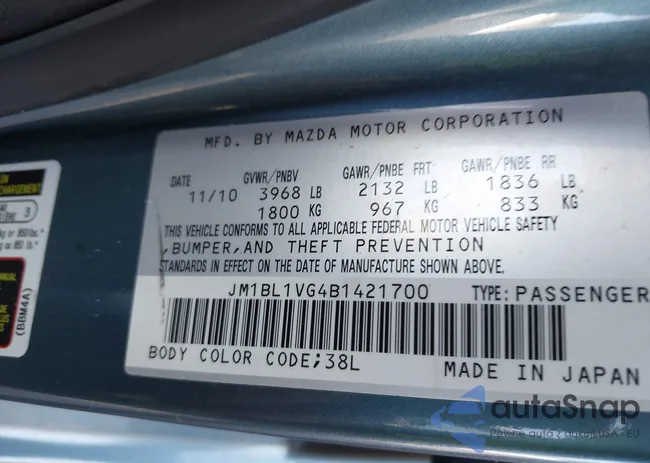 MFD. BY MAZDA MOTOR CORPORATION
DATE GVWR/PNBV GAWR/PNBE FRT GAWR/PNBE RR
11/10 3968 LB 2132 LB 1836 LB
1800 KG 967 KG 833 KG
THIS VEHICLE CONFORMS TO ALL APPLICABLE FEDERAL MOTOR VEHICLE SAFETY
,BUMPER,AND THEFT PREVENTION
STANDARDS IN EFFECT ON THE DATE OF MANUFACTURE SHOWN ABOVE.
JM1BL1VG4B1421700 TYPE:PASSENGER
BODY COLOR CODE;38L
MADE IN JAPAN
(BBM4A)
3
autaSnap